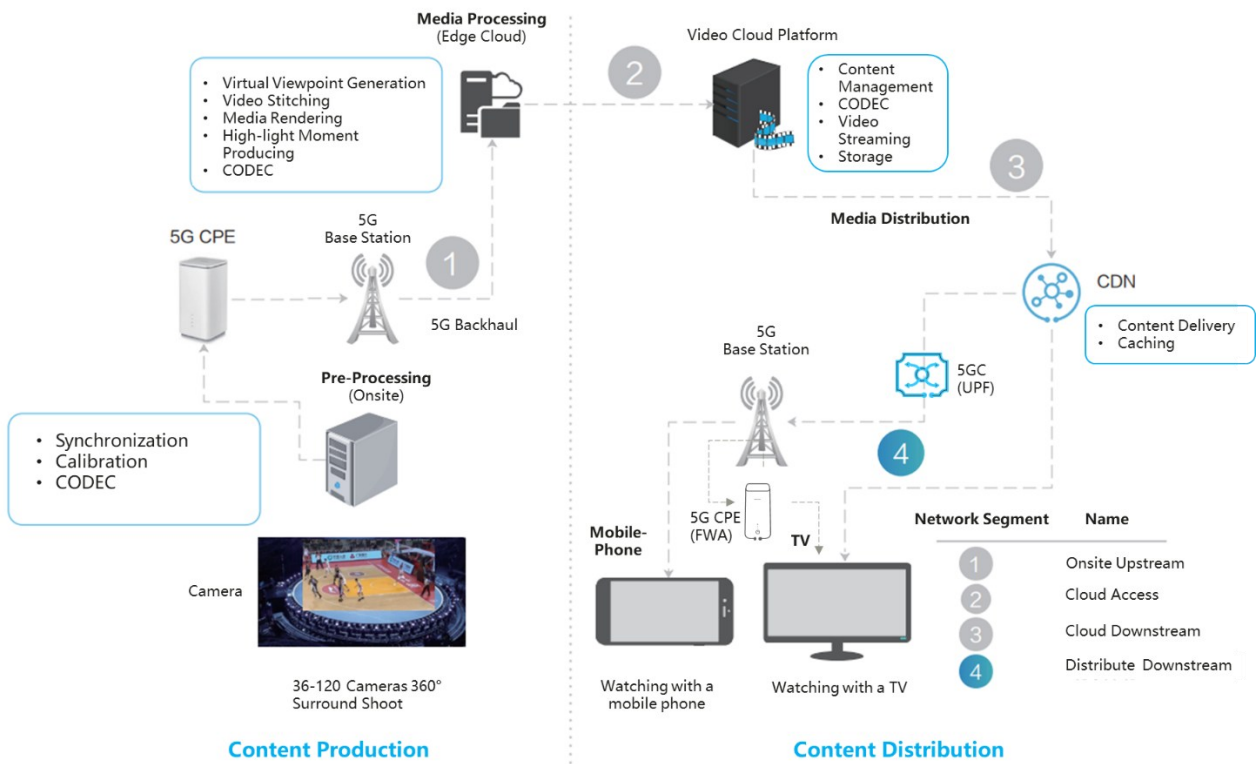 Media Processing
(Edge Cloud)
• Virtual Viewpoint Generation
• Video Stitching
• Media Rendering
• High-light Moment
Producing
• CODEC
5G CPE
5G
Base Station
1
5G Backhaul
Pre-Processing
(Onsite)
• Synchronization
• Calibration
• CODEC
Camera
36-120 Cameras 360°
Surround Shoot
Content Production
2
Video Cloud Platform
• Content
Management
• CODEC
• Video
Streaming
• Storage
3
Media Distribution
CDN
• Content Delivery
• Caching
5G
Base Station
5GC
(UPF)
4
5G CPE
(FWA)
Mobile-
Phone
TV
Watching with a
mobile phone
Watching with a TV
Network Segment Name
1 Onsite Upstream
2 Cloud Access
3 Cloud Downstream
4 Distribute Downstream
Content Distribution